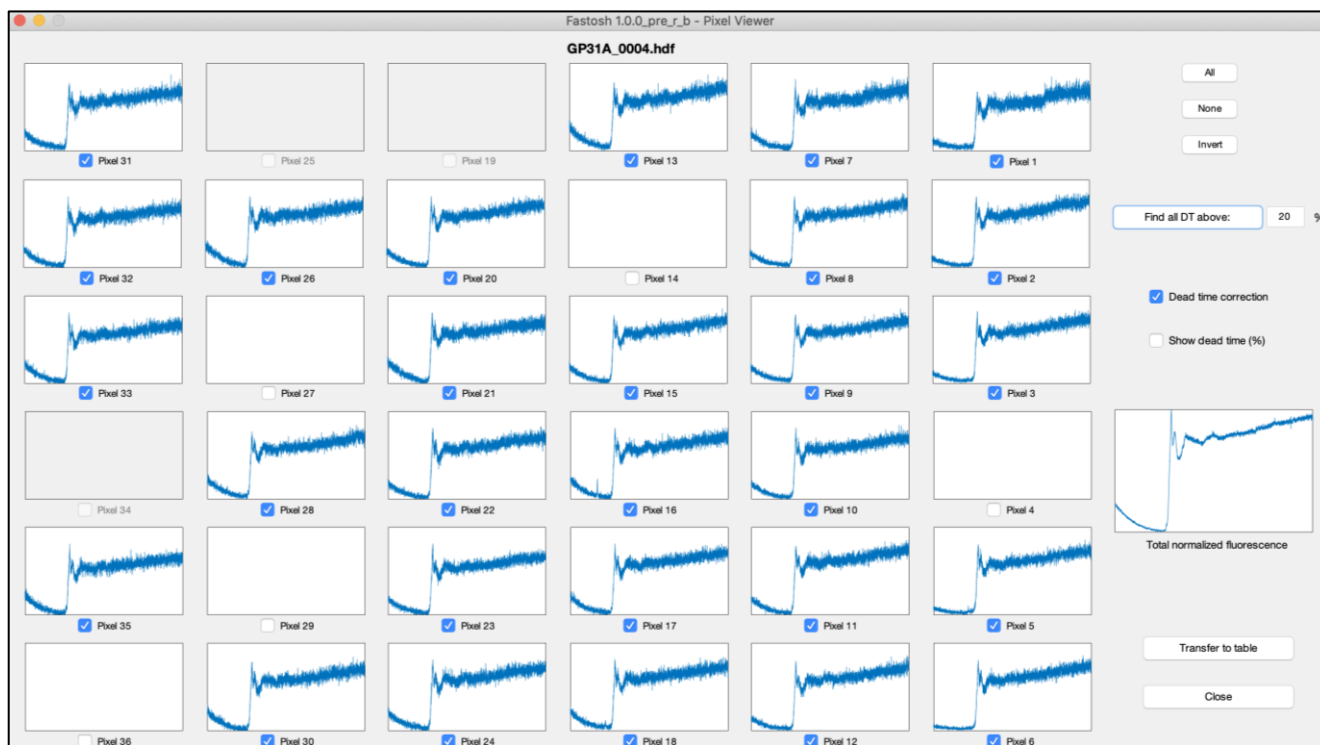 Fastosh 1.0.0_pre_r_b - Pixel Viewer
GP31A_0004.hdf
Pixel 31
Pixel 25
Pixel 19
Pixel 13
Pixel 7
Pixel 1
All
None
Invert
Pixel 32
Pixel 26
Pixel 20
Pixel 14
Pixel 8
Pixel 2
Find all DT above: 20 %
Dead time correction
Show dead time (%)
Pixel 33
Pixel 27
Pixel 21
Pixel 15
Pixel 9
Pixel 3
Pixel 34
Pixel 28
Pixel 22
Pixel 16
Pixel 10
Pixel 4
Total normalized fluorescence
Pixel 35
Pixel 29
Pixel 23
Pixel 17
Pixel 11
Pixel 5
Transfer to table
Close
Pixel 36
Pixel 30
Pixel 24
Pixel 18
Pixel 12
Pixel 6